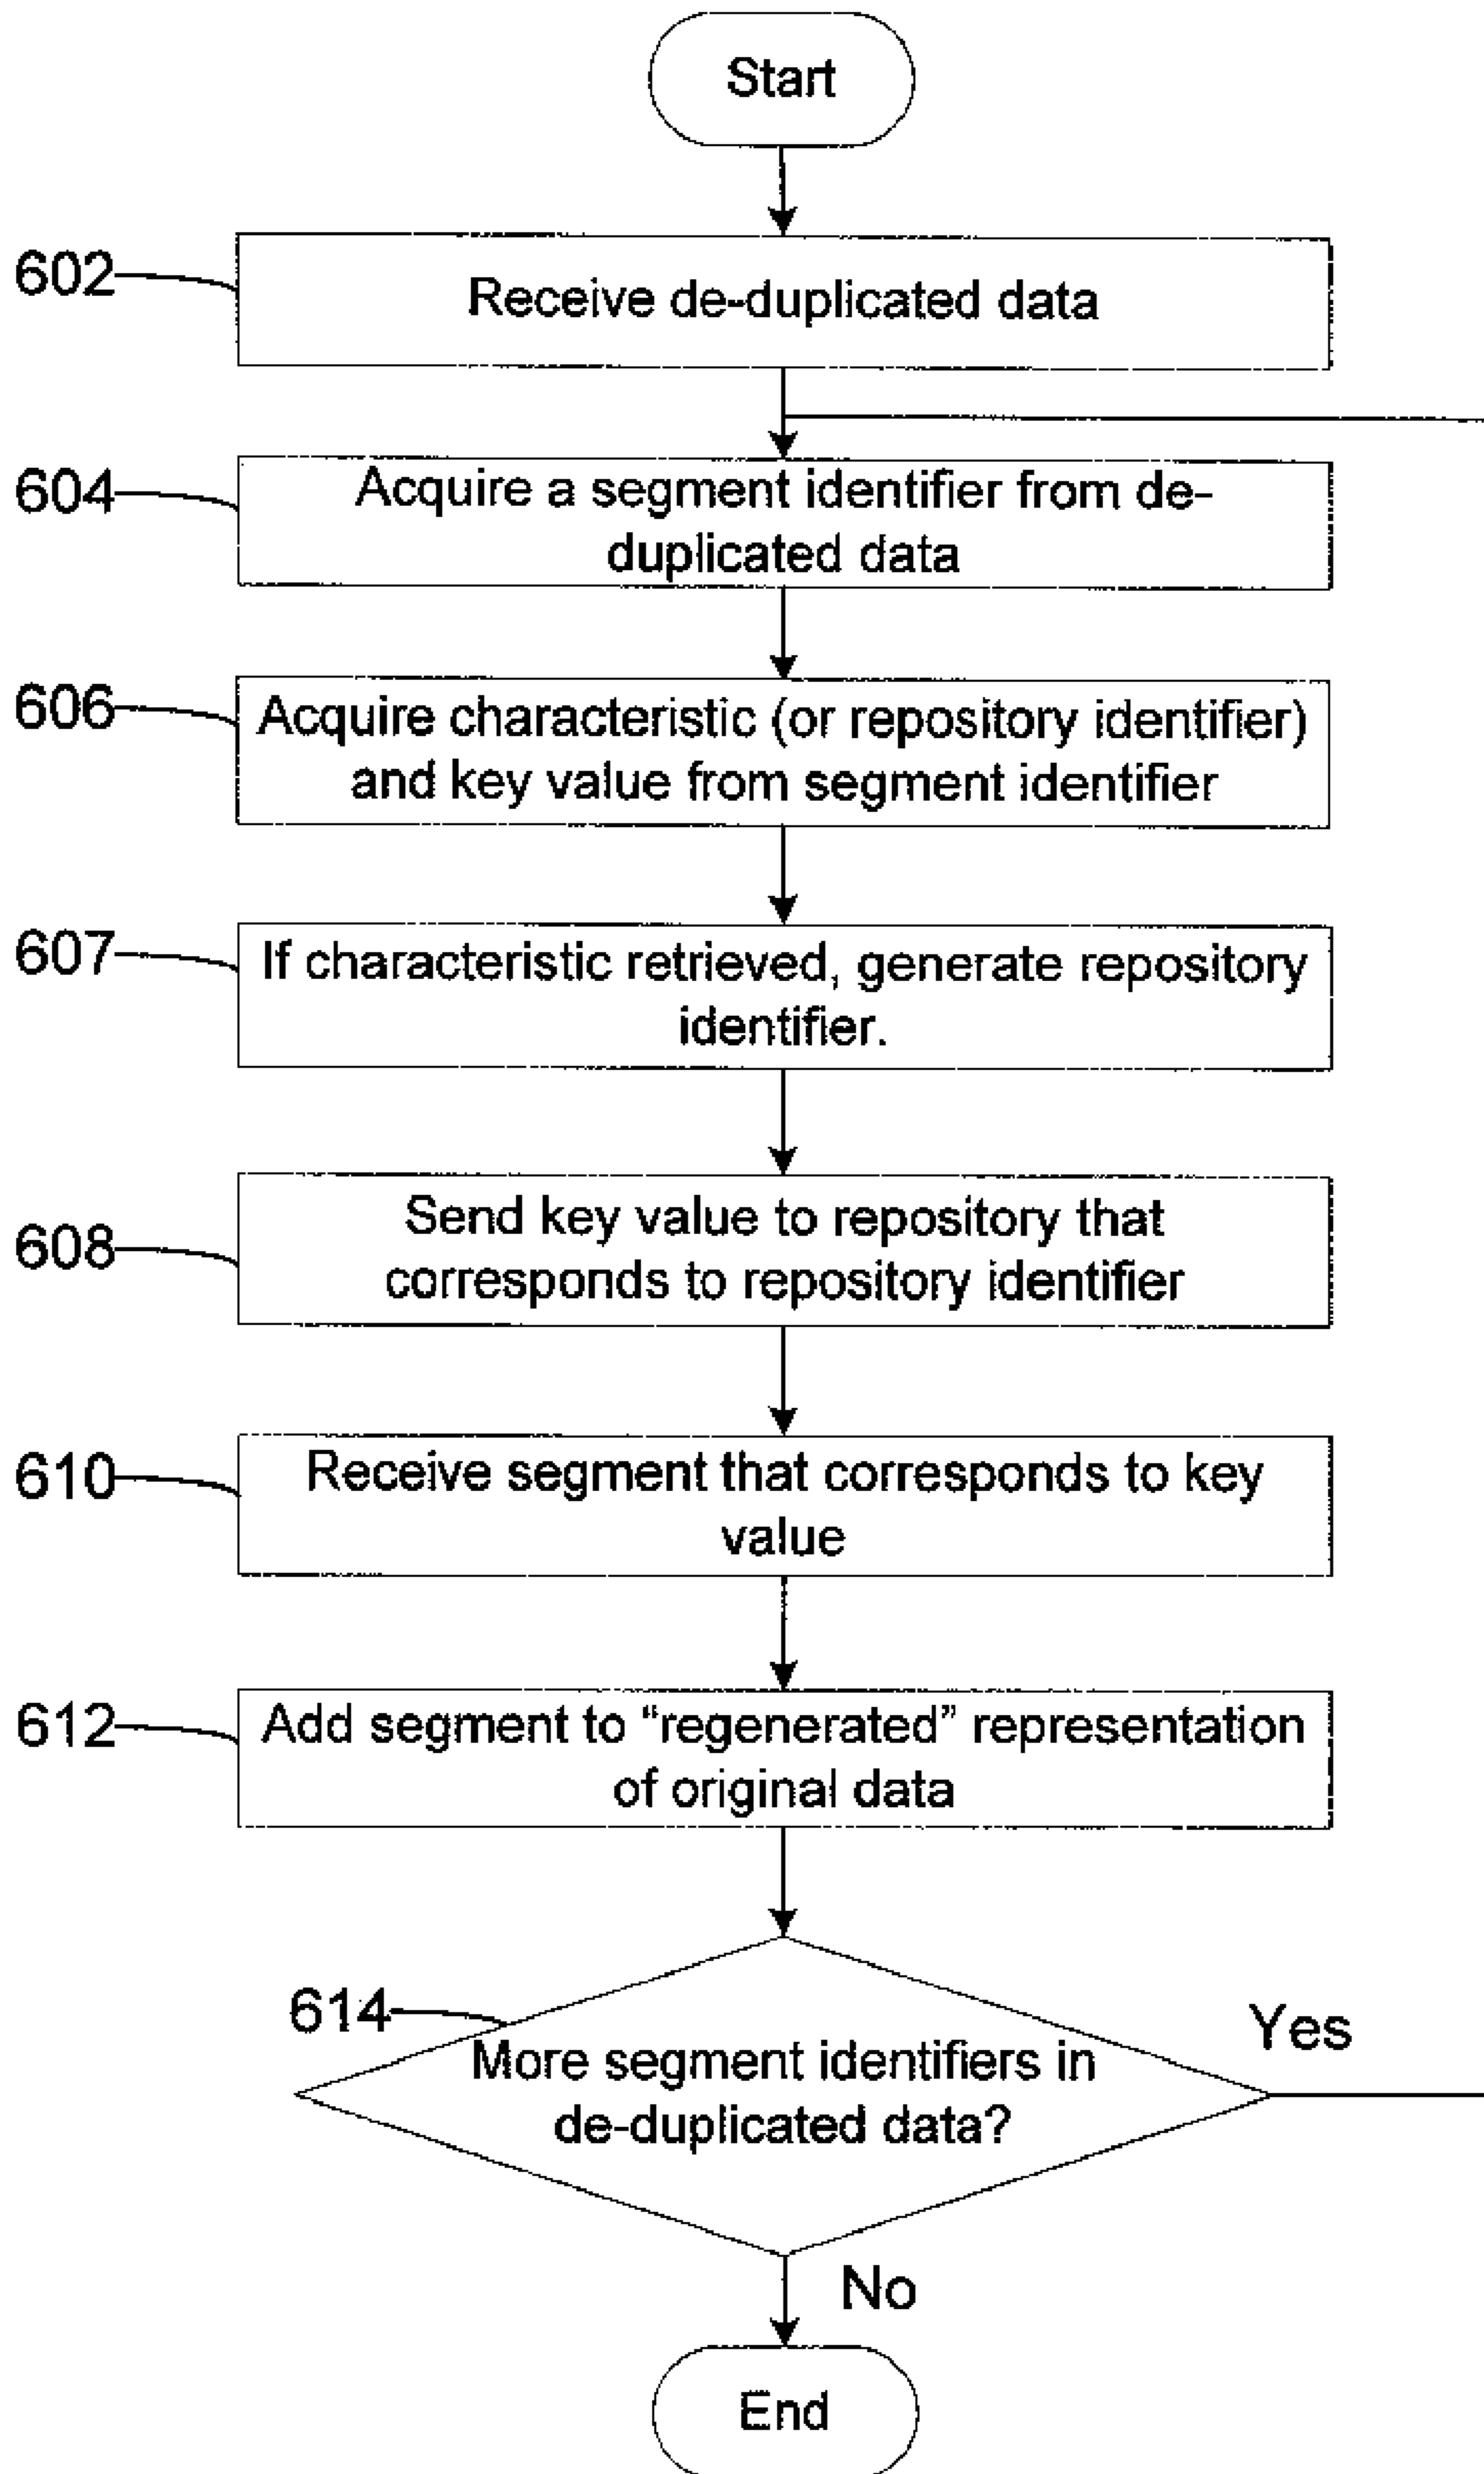 Start
602
Receive de-duplicated data
604
Acquire a segment identifier from de-
duplicated data
606
Acquire characteristic (or repository identifier)
and key value from segment identifier
607
If characteristic retrieved, generate repository
identifier.
608
Send key value to repository that
corresponds to repository identifier
610
Receive segment that corresponds to key
value
612
Add segment to “regenerated” representation
of original data
614
More segment identifiers in
de-duplicated data?
Yes
No
End